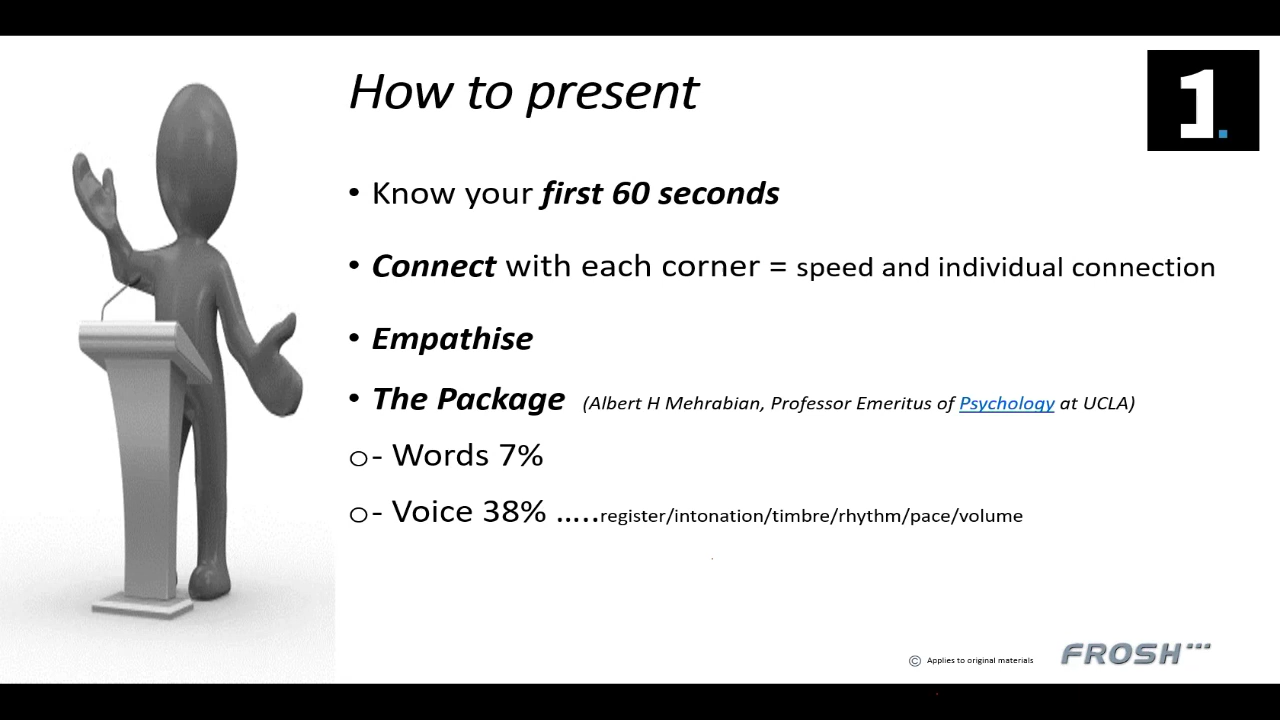 How to present
1.
• Know your first 60 seconds
• Connect with each corner = speed and individual connection
• Empathise
• The Package (Albert H Mehrabian, Professor Emeritus of Psychology at UCLA)
o- Words 7%
o- Voice 38% …..register/intonation/timbre/rhythm/pace/volume
© Applies to original materials
FROSH